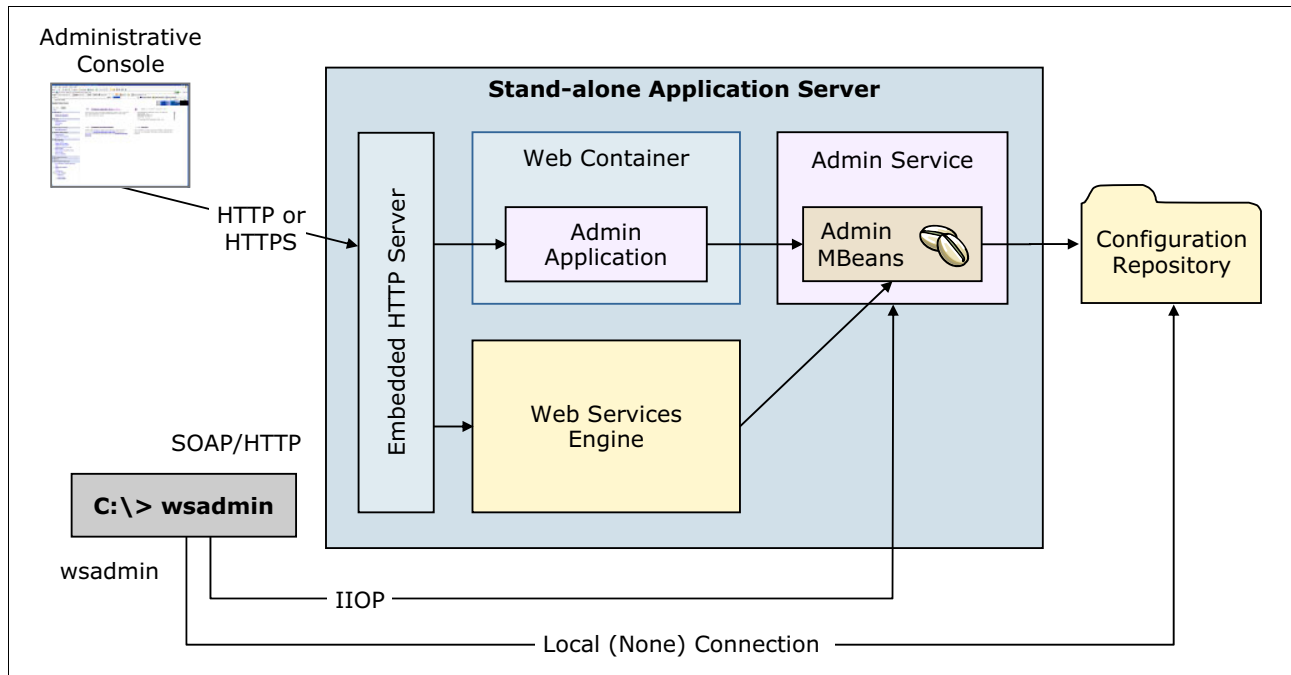 Administrative
Console
Stand-alone Application Server
Web Container
Admin Service
HTTP or
HTTPS
Embedded HTTP Server
Admin
Application
Admin
MBeans
Configuration
Repository
Web Services
Engine
SOAP/HTTP
C:\> wsadmin
wsadmin
IIOP
Local (None) Connection